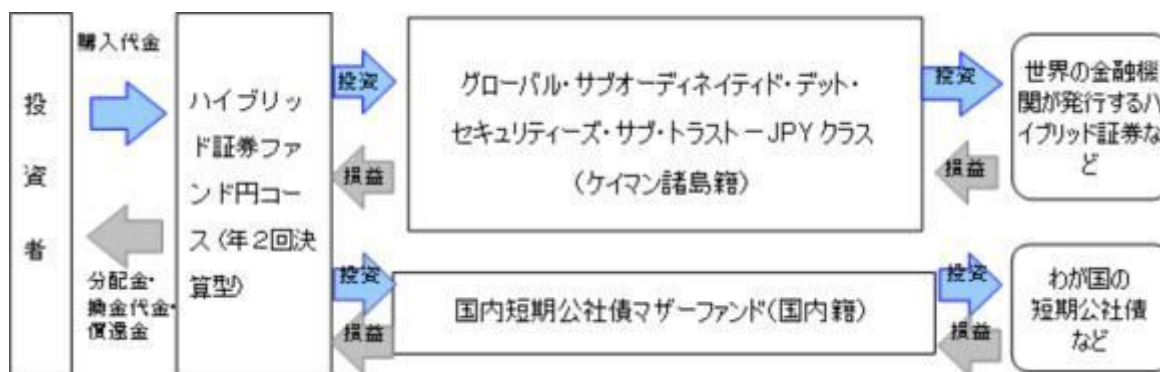 投
資
者
購入代金
分配金・
換金代金・
償還金
ハイブリッ
ド証券ファ
ンド円コー
ス（年２回決
算型）
投資
損益
投資
損益
グローバル・サブオーディネイティド・デット・
セキュリティーズ・サブ・トラスト－JPYクラス
（ケイマン諸島籍）
国内短期公社債マザーファンド（国内籍）
投資
損益
投資
損益
世界の金融機
関が発行するハ
イブリッド証券な
ど
わが国の
短期公社債
など